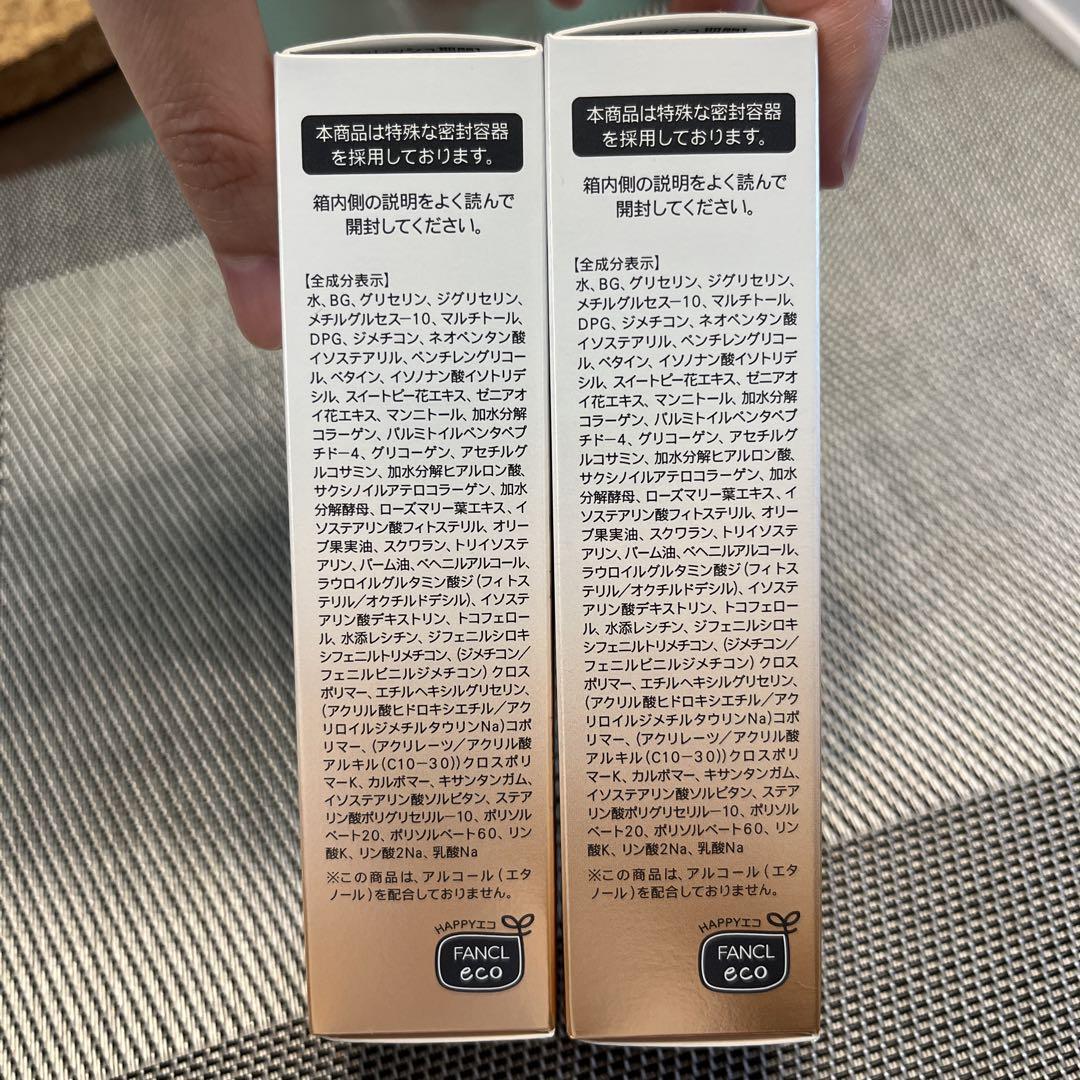 本商品は特殊な密封容器
を採用しております。
箱内側の説明をよく読んで
開封してください。
【全成分表示】
水、BG、グリセリン、ジグリセリン、
メチルグルセスー10、マルチトール、
DPG、ジメチコン、ネオペンタン酸
イソステアリル、ペンチレングリコー
ル、ベタイン、イソノナン酸イソトリデ
シル、スイートピー花エキス、ゼニアオ
イ花エキス、マンニトール、加水分解
コラーゲン、パルミトイルペンタペプ
チドー4、グリコーゲン、アセチルグ
ルコサミン、加水分解ヒアルロン酸、
サクシノイルアテロコラーゲン、加水
分解酵母、ローズマリー葉エキス、イ
ソステアリン酸フィトステリル、オリー
ブ果実油、スクワラン、トリイソステ
アリン、パーム油、ベヘニルアルコール、
ラウロイルグルタミン酸ジ(フィトス
テリル／オクチルドデシル)、イソステ
アリン酸デキストリン、トコフェロー
ル、水添レシチン、ジフェニルシロキ
シフェニルトリメチコン、(ジメチコン／
フェニルビニルジメチコン)クロス
ポリマー、エチルヘキシルグリセリン、
(アクリル酸ヒドロキシエチル／アク
リロイルジメチルタウリンNa)コポ
リマー、(アクリレーツ／アクリル酸
アルキル(C10－30))クロスポリ
マーK、カルボマー、キサンタンガム、
イソステアリン酸ソルビタン、ステア
リン酸ポリグリセリル－10、ポリソル
ベート20、ポリソルベート60、リン
酸K、リン酸2Na、乳酸Na
※この商品は、アルコール(エタ
ノール)を配合しておりません。
HAPPYエコ
FANCL
eco
本商品は特殊な密封容器
を採用しております。
箱内側の説明をよく読んで
開封してください。
【全成分表示】
水、BG、グリセリン、ジグリセリン、
メチルグルセスー10、マルチトール、
DPG、ジメチコン、ネオペンタン酸
イソステアリル、ペンチレングリコー
ル、ベタイン、イソノナン酸イソトリデ
シル、スイートピー花エキス、ゼニアオ
イ花エキス、マンニトール、加水分解
コラーゲン、パルミトイルペンタペプ
チドー4、グリコーゲン、アセチルグ
ルコサミン、加水分解ヒアルロン酸、
サクシノイルアテロコラーゲン、加水
分解酵母、ローズマリー葉エキス、イ
ソステアリン酸フィトステリル、オリー
ブ果実油、スクワラン、トリイソステ
アリン、パーム油、ベヘニルアルコール、
ラウロイルグルタミン酸ジ(フィトス
テリル／オクチルドデシル)、イソステ
アリン酸デキストリン、トコフェロー
ル、水添レシチン、ジフェニルシロキ
シフェニルトリメチコン、(ジメチコン／
フェニルビニルジメチコン)クロス
ポリマー、エチルヘキシルグリセリン、
(アクリル酸ヒドロキシエチル／アク
リロイルジメチルタウリンNa)コポ
リマー、(アクリレーツ／アクリル酸
アルキル(C10－30))クロスポリ
マーK、カルボマー、キサンタンガム、
イソステアリン酸ソルビタン、ステア
リン酸ポリグリセリル－10、ポリソル
ベート20、ポリソルベート60、リン
酸K、リン酸2Na、乳酸Na
※この商品は、アルコール(エタ
ノール)を配合しておりません。
HAPPYエコ
FANCL
eco